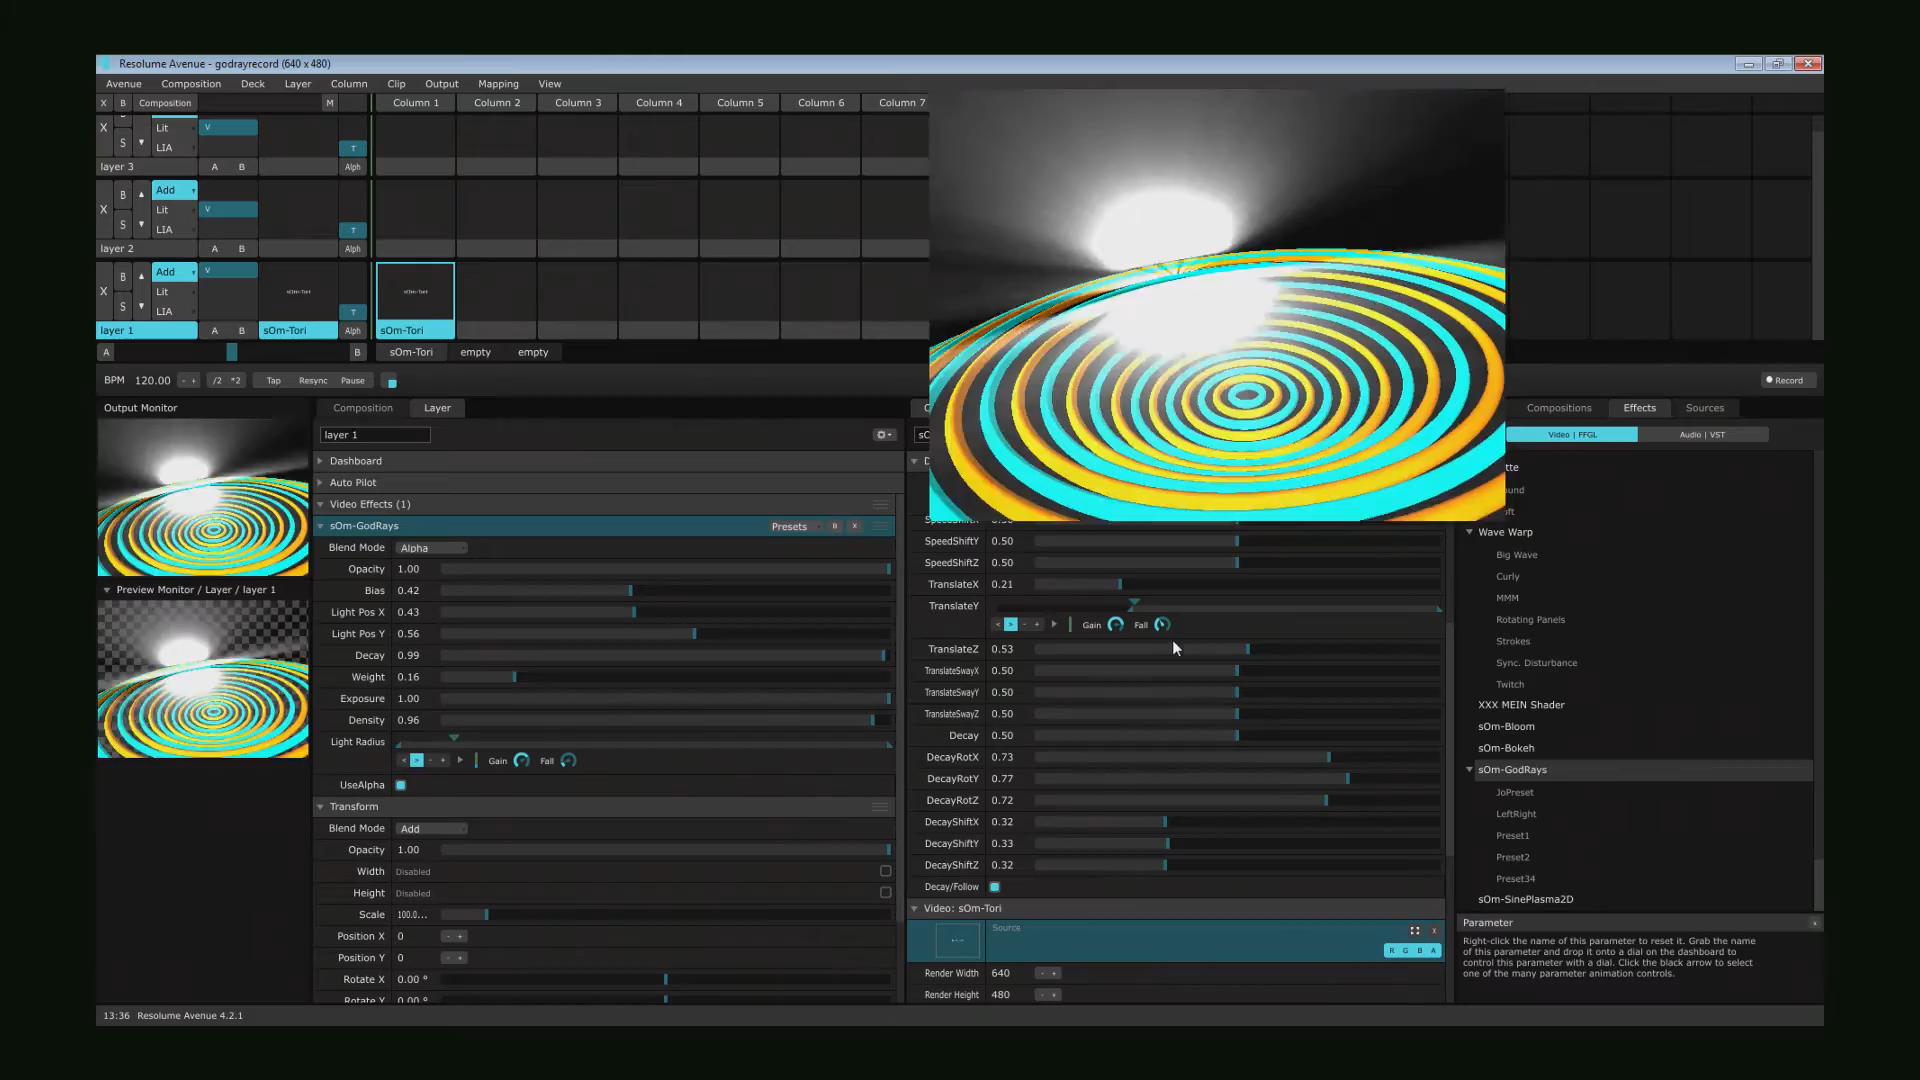 Resolume Avenue - godrayrecord (640 x 480)
Avenue Composition Deck Layer Column Clip Output Mapping View
X B Composition M Column 1 Column 2 Column 3 Column 4 Column 5 Column 6 Column 7
X Lit V
S LIA T
layer 3 A B Alph
B Add
X Lit V
S LIA T
layer 2 A B Alph
B Add V
X Lit sOm-Tori sOm-Tori
S LIA T
layer 1 A B sOm-Tori Alph sOm-Tori
A B sOm-Tori empty empty
BPM 120.00 - + /2 *2 Tap Resync Pause Record
Output Monitor
Preview Monitor / Layer / layer 1
Composition Layer
layer 1
Dashboard
Auto Pilot
Video Effects (1)
sOm-GodRays Presets B X
Blend Mode Alpha
Opacity 1.00
Bias 0.42
Light Pos X 0.43
Light Pos Y 0.56
Decay 0.99
Weight 0.16
Exposure 1.00
Density 0.96
Light Radius
< > - + Gain Fall
UseAlpha
Transform
Blend Mode Add
Opacity 1.00
Width Disabled
Height Disabled
Scale 100.0...
Position X 0 - +
Position Y 0 - +
Rotate X 0.00 °
Rotate Y 0.00 °
SpeedShiftX 0.50
SpeedShiftY 0.50
SpeedShiftZ 0.50
TranslateX 0.21
TranslateY
< > - + Gain Fall
TranslateZ 0.53
TranslateSwayX 0.50
TranslateSwayY 0.50
TranslateSwayZ 0.50
Decay 0.50
DecayRotX 0.73
DecayRotY 0.77
DecayRotZ 0.72
DecayShiftX 0.32
DecayShiftY 0.33
DecayShiftZ 0.32
Decay/Follow
Video: sOm-Tori
Source X
R G B A
Render Width 640 - +
Render Height 480 - +
Compositions Effects Sources
Video | FFGL Audio | VST
Wave Warp
Big Wave
Curly
MMM
Rotating Panels
Strokes
Sync. Disturbance
Twitch
XXX MEIN Shader
sOm-Bloom
sOm-Bokeh
sOm-GodRays
JoPreset
LeftRight
Preset1
Preset2
Preset34
sOm-SinePlasma2D
Parameter x
Right-click the name of this parameter to reset it. Grab the name
of this parameter and drop it onto a dial on the dashboard to
control this parameter with a dial. Click the black arrow to select
one of the many parameter animation controls.
13:36 Resolume Avenue 4.2.1